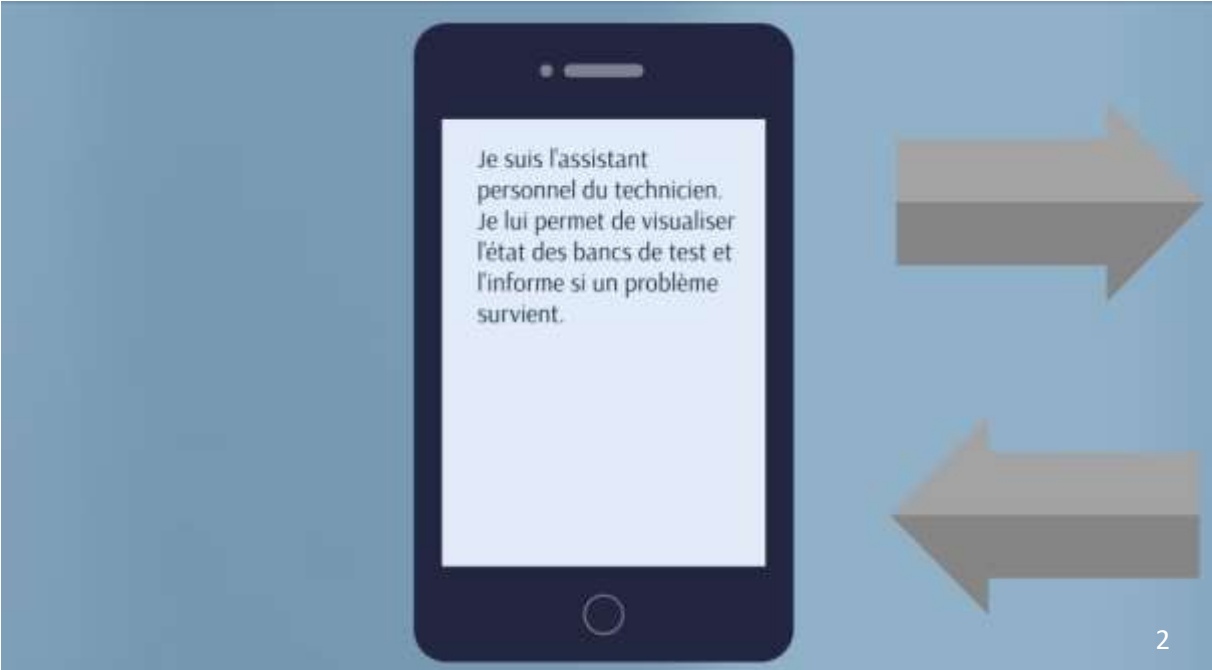 Je suis l'assistant
personnel du technicien.
Je lui permet de visualiser
l'état des bancs de test et
l'informe si un problème
survient.
2